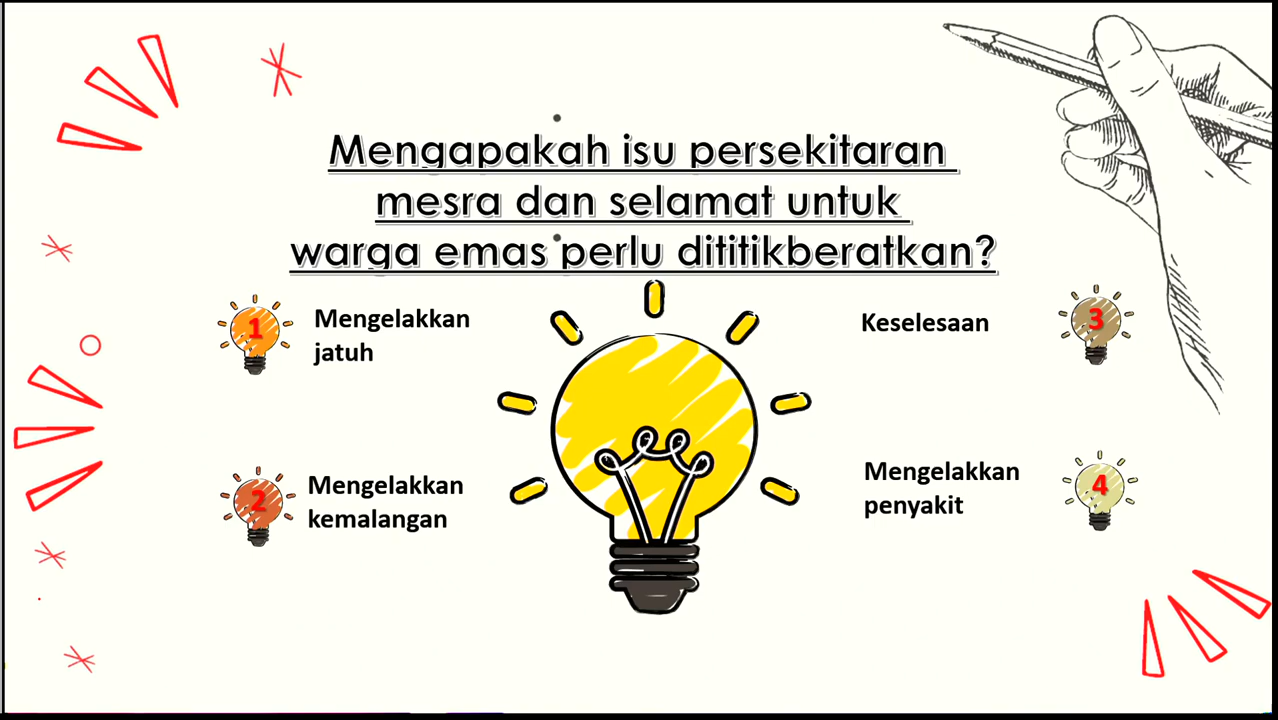 Mengapakah isu persekitaran
mesra dan selamat untuk
warga emas perlu dititikberatkan?
1
Mengelakkan
jatuh
2
Mengelakkan
kemalangan
Keselesaan
3
Mengelakkan
penyakit
4